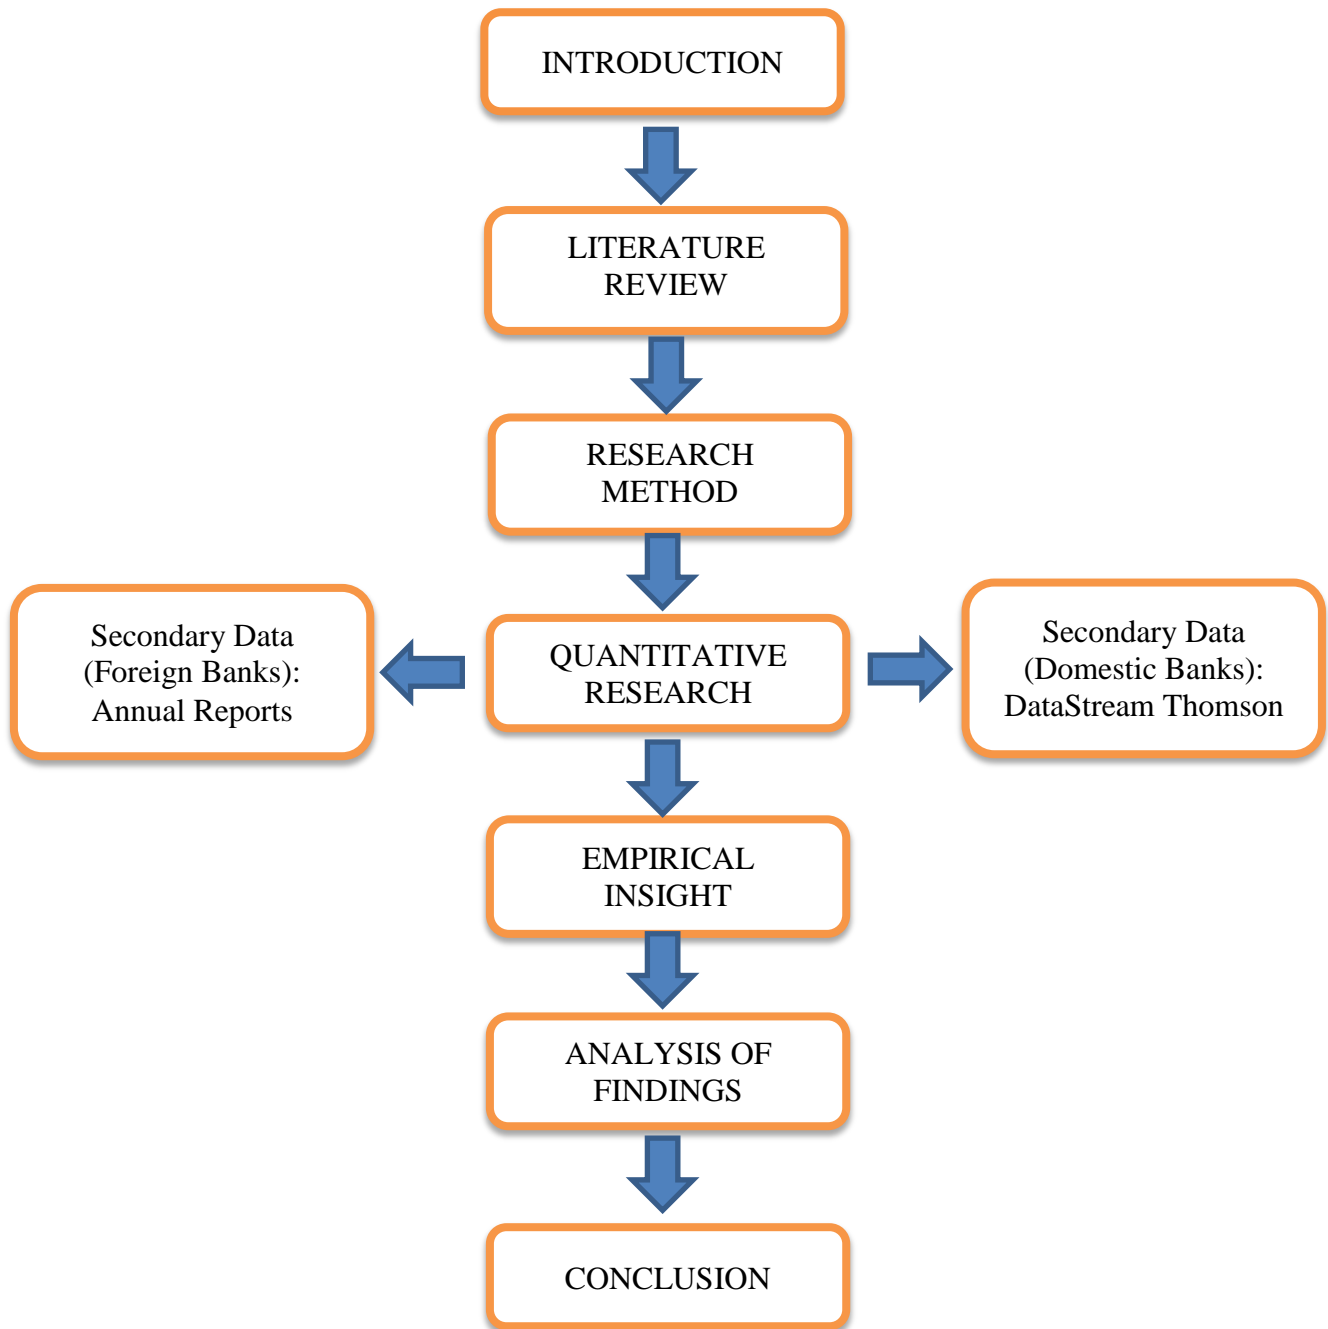 INTRODUCTION
LITERATURE
REVIEW
RESEARCH
METHOD
Secondary Data
(Foreign Banks):
Annual Reports
QUANTITATIVE
RESEARCH
Secondary Data
(Domestic Banks):
DataStream Thomson
EMPIRICAL
INSIGHT
ANALYSIS OF
FINDINGS
CONCLUSION